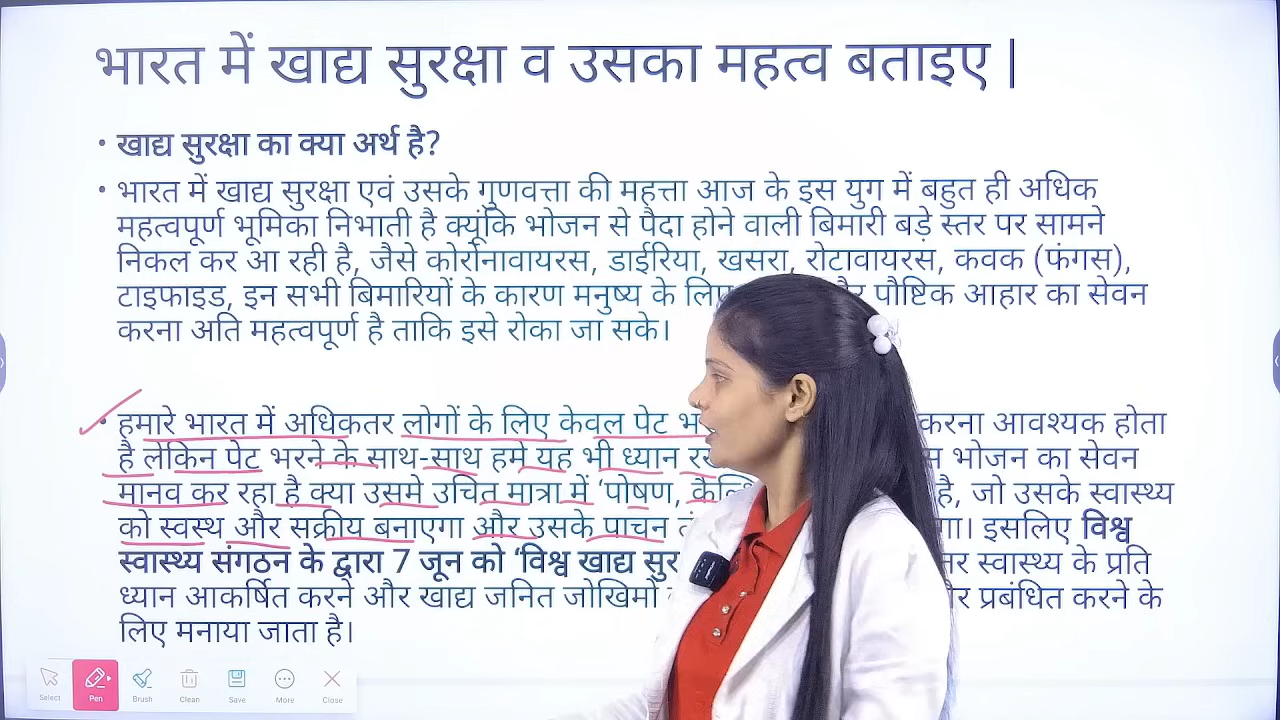 भारत में खाद्य सुरक्षा व उसका महत्व बताइए |
• खाद्य सुरक्षा का क्या अर्थ है?
• भारत में खाद्य सुरक्षा एवं उसके गुणवत्ता की महत्ता आज के इस युग में बहुत ही अधिक
महत्वपूर्ण भूमिका निभाती है क्यूंकि भोजन से पैदा होने वाली बिमारी बड़े स्तर पर सामने
निकल कर आ रही है, जैसे कोरोनावायरस, डाईरिया, खसरा, रोटावायरस, कवक (फंगस),
टाइफाइड, इन सभी बिमारियों के कारण मनुष्य के लिए पौष्टिक आहार का सेवन
करना अति महत्वपूर्ण है ताकि इसे रोका जा सके।
• हमारे भारत में अधिकतर लोगों के लिए केवल पेट करना आवश्यक होता
है लेकिन पेट भरने के साथ-साथ हमे यह भी ध्यान भोजन का सेवन
मानव कर रहा है क्या उसमे उचित मात्रा में ‘पोषण, है, जो उसके स्वास्थ्य
को स्वस्थ और सक्रीय बनाएगा और उसके पाचन इसलिए विश्व
स्वास्थ्य संगठन के द्वारा 7 जून को ‘विश्व खाद्य स्वास्थ्य के प्रति
ध्यान आकर्षित करने और खाद्य जनित जोखिमो प्रबंधित करने के
लिए मनाया जाता है।
Select Pen Brush Clean Save More Close